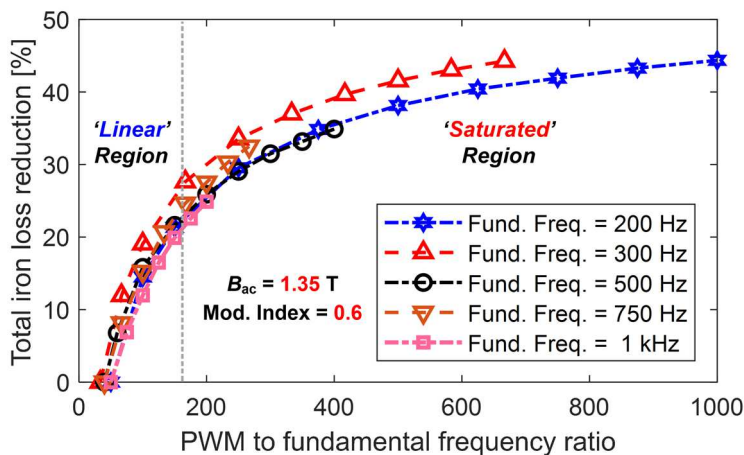 50
40
30
20
10
0
Total iron loss reduction [%]
'Linear'
Region
'Saturated'
Region
B_ac = 1.35 T
Mod. Index = 0.6
Fund. Freq. = 200 Hz
Fund. Freq. = 300 Hz
Fund. Freq. = 500 Hz
Fund. Freq. = 750 Hz
Fund. Freq. = 1 kHz
0 200 400 600 800 1000
PWM to fundamental frequency ratio